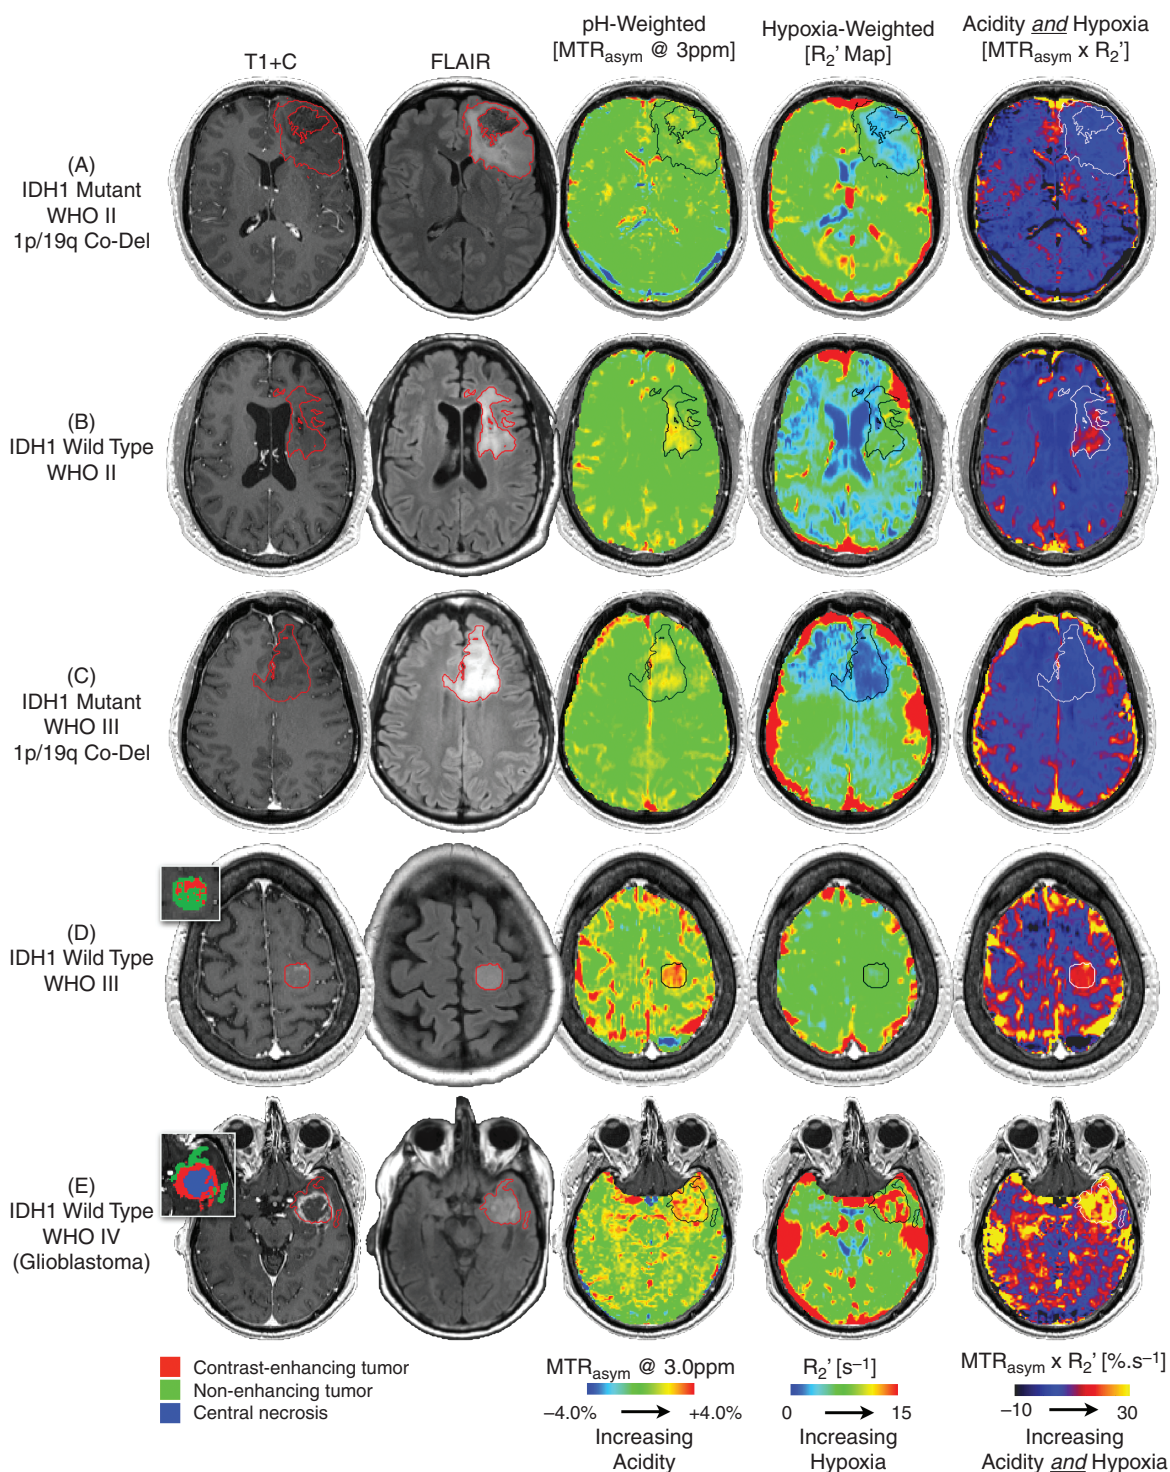 T1+C
FLAIR
pH-Weighted
[MTRasym @ 3ppm]
Hypoxia-Weighted
[R2' Map]
Acidity and Hypoxia
[MTRasym x R2']
(A)
IDH1 Mutant
WHO II
1p/19q Co-Del
(B)
IDH1 Wild Type
WHO II
(C)
IDH1 Mutant
WHO III
1p/19q Co-Del
(D)
IDH1 Wild Type
WHO III
(E)
IDH1 Wild Type
WHO IV
(Glioblastoma)
Contrast-enhancing tumor
Non-enhancing tumor
Central necrosis
MTRasym @ 3.0ppm
−4.0% +4.0%
Increasing
Acidity
R2' [s−1]
0 15
Increasing
Hypoxia
MTRasym x R2' [%.s−1]
−10 30
Increasing
Acidity and Hypoxia